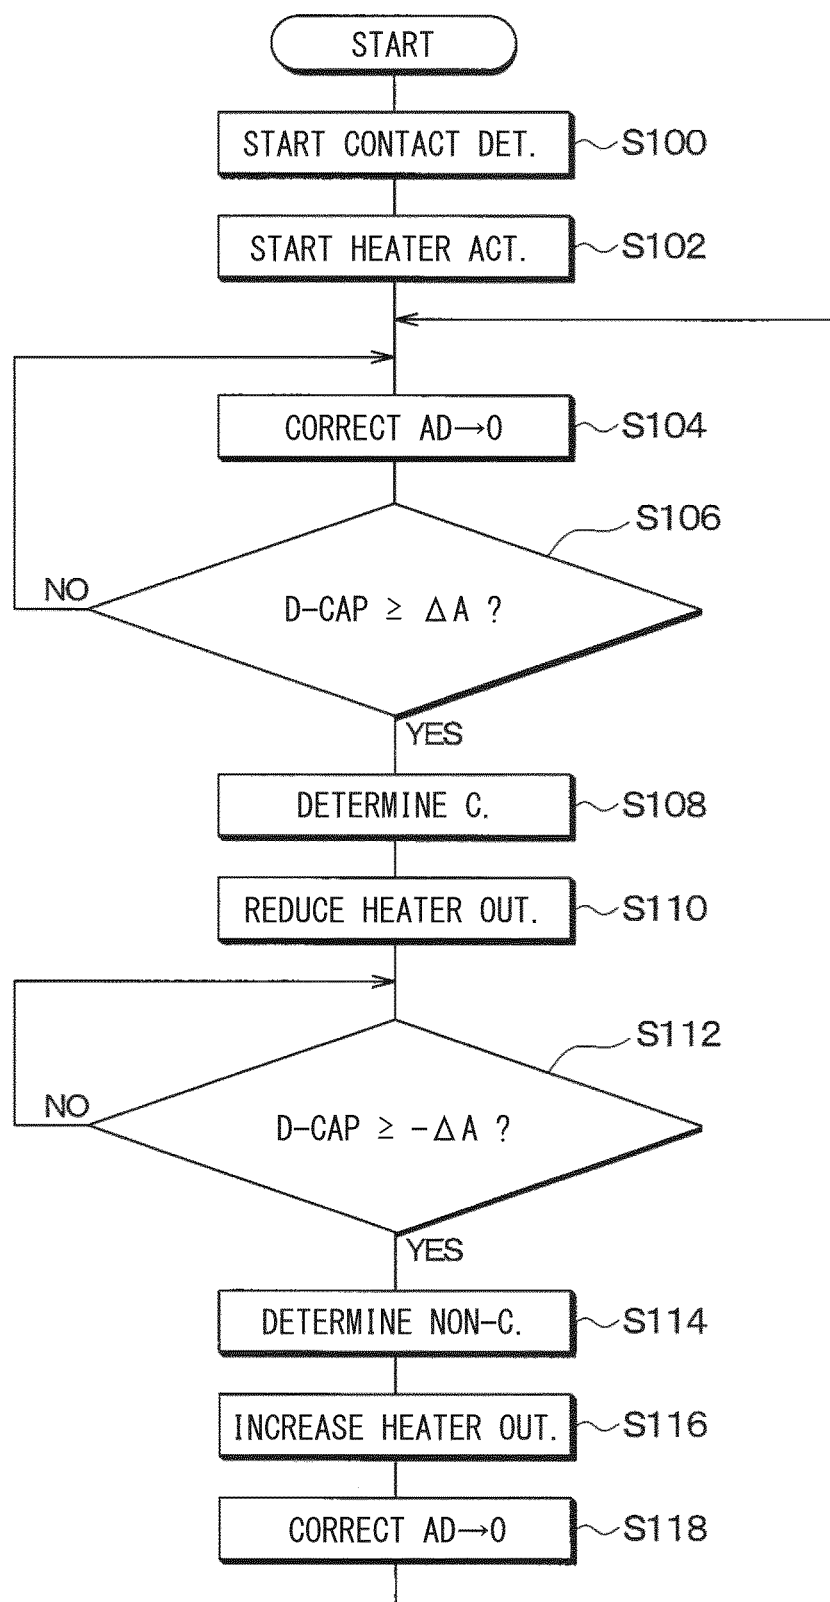 START
START CONTACT DET.
S100
START HEATER ACT.
S102
CORRECT AD→0
S104
S106
D-CAP ≧ ΔA ?
NO
YES
DETERMINE C.
S108
REDUCE HEATER OUT.
S110
S112
D-CAP ≧ -ΔA ?
NO
YES
DETERMINE NON-C.
S114
INCREASE HEATER OUT.
S116
CORRECT AD→0
S118